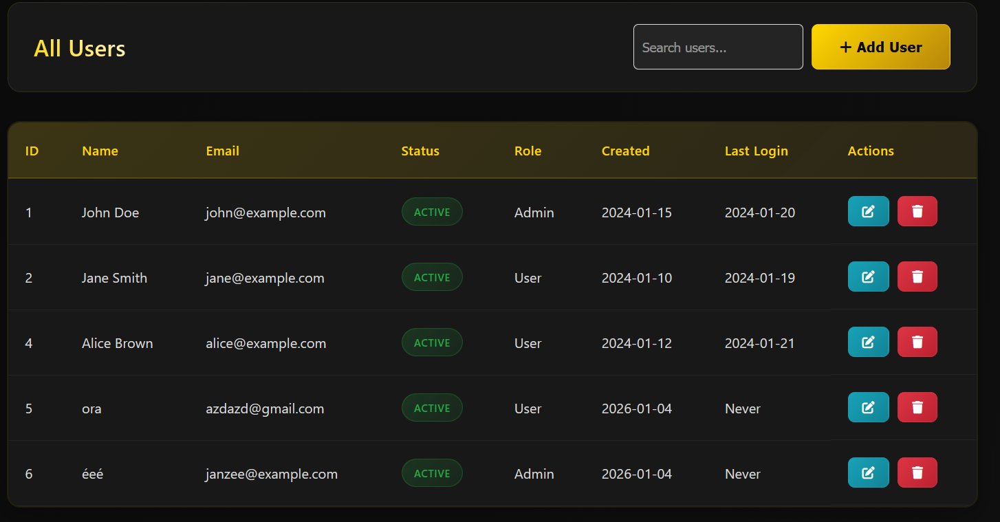 All Users
Search users...
+ Add User
ID Name Email Status Role Created Last Login Actions
1 John Doe john@example.com ACTIVE Admin 2024-01-15 2024-01-20
2 Jane Smith jane@example.com ACTIVE User 2024-01-10 2024-01-19
4 Alice Brown alice@example.com ACTIVE User 2024-01-12 2024-01-21
5 ora azdazd@gmail.com ACTIVE User 2026-01-04 Never
6 éeé janzee@example.com ACTIVE Admin 2026-01-04 Never